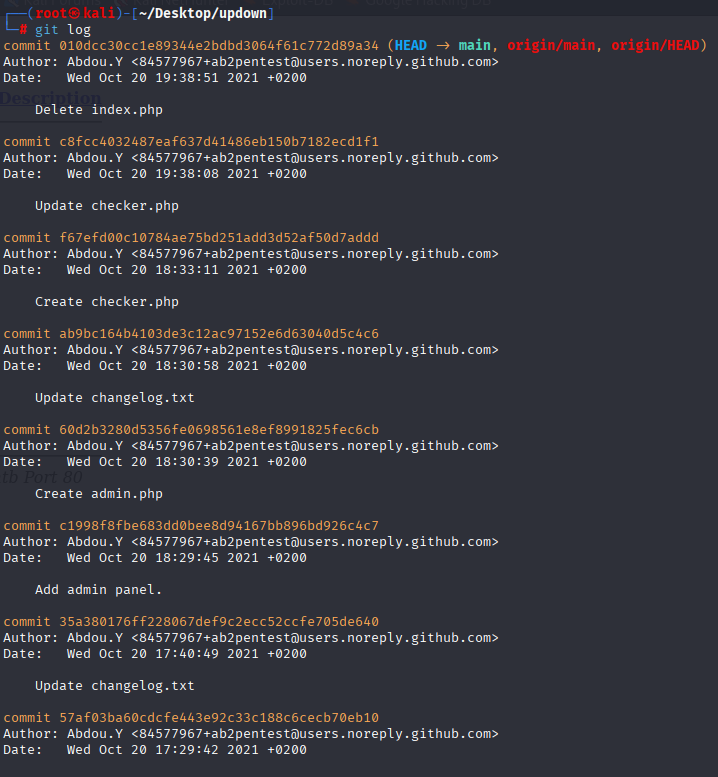 (root㉿kali)-[~/Desktop/updown]
# git log
commit 010dcc30cc1e89344e2bdbd3064f61c772d89a34 (HEAD -> main, origin/main, origin/HEAD)
Author: Abdou.Y <84577967+ab2pentest@users.noreply.github.com>
Date:   Wed Oct 20 19:38:51 2021 +0200
Description
    Delete index.php
commit c8fcc4032487eaf637d41486eb150b7182ecd1f1
Author: Abdou.Y <84577967+ab2pentest@users.noreply.github.com>
Date:   Wed Oct 20 19:38:08 2021 +0200
    Update checker.php
commit f67efd00c10784ae75bd251add3d52af50d7addd
Author: Abdou.Y <84577967+ab2pentest@users.noreply.github.com>
Date:   Wed Oct 20 18:33:11 2021 +0200
    Create checker.php
commit ab9bc164b4103de3c12ac97152e6d63040d5c4c6
Author: Abdou.Y <84577967+ab2pentest@users.noreply.github.com>
Date:   Wed Oct 20 18:30:58 2021 +0200
    Update changelog.txt
commit 60d2b3280d5356fe0698561e8ef8991825fec6cb
Author: Abdou.Y <84577967+ab2pentest@users.noreply.github.com>
Date:   Wed Oct 20 18:30:39 2021 +0200
tb Port 80
    Create admin.php
commit c1998f8fbe683dd0bee8d94167bb896bd926c4c7
Author: Abdou.Y <84577967+ab2pentest@users.noreply.github.com>
Date:   Wed Oct 20 18:29:45 2021 +0200
    Add admin panel.
commit 35a380176ff228067def9c2ecc52ccfe705de640
Author: Abdou.Y <84577967+ab2pentest@users.noreply.github.com>
Date:   Wed Oct 20 17:40:49 2021 +0200
    Update changelog.txt
commit 57af03ba60cdcfe443e92c33c188c6cecb70eb10
Author: Abdou.Y <84577967+ab2pentest@users.noreply.github.com>
Date:   Wed Oct 20 17:29:42 2021 +0200